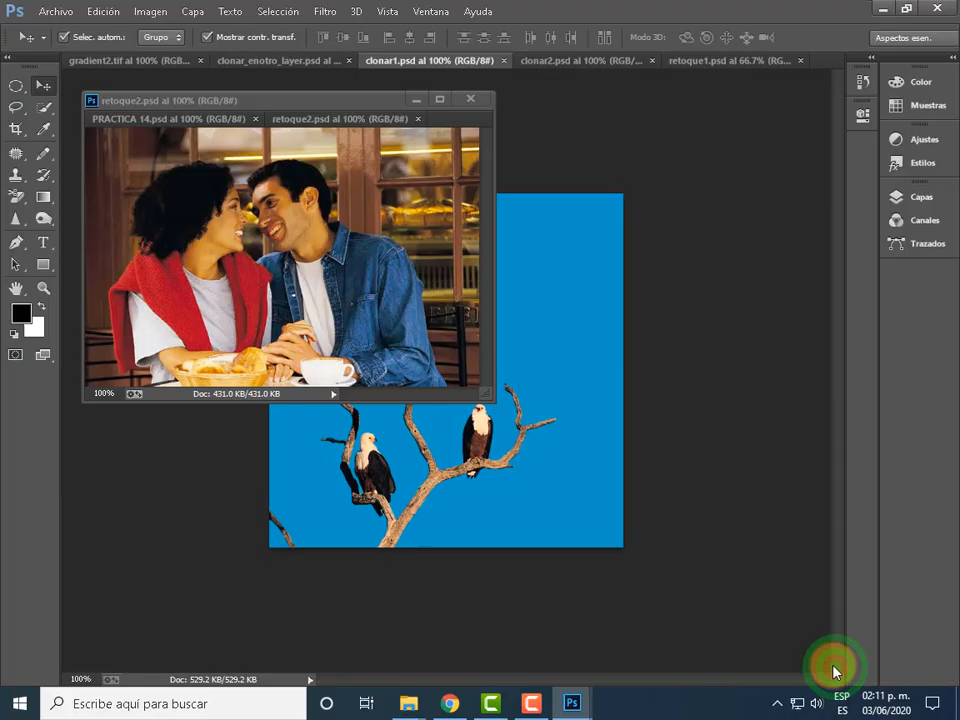 Ps Archivo Edición Imagen Capa Texto Selección Filtro 3D Vista Ventana Ayuda
Selec. autom.: Grupo Mostrar contr. transf. Modo 3D: Aspectos esen.
gradient2.tif al 100% (RGB... × clonar_enotro_layer.psd al ... × clonar1.psd al 100% (RGB/8#) × clonar2.psd al 100% (RGB/... × retoque1.psd al 66.7% (RG... ×
Ps retoque2.psd al 100% (RGB/8#)
PRACTICA 14.psd al 100% (RGB/8#) × retoque2.psd al 100% (RGB/8#) ×
Color
Muestras
Ajustes
Estilos
Capas
Canales
Trazados
100% Doc: 431.0 KB/431.0 KB
100% Doc: 529.2 KB/529.2 KB
Escribe aquí para buscar
Ps
ESP
ES
02:11 p. m.
03/06/2020